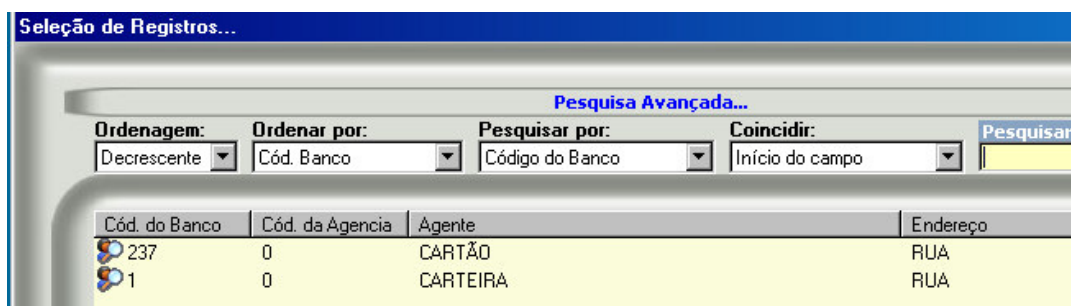 Seleção de Registros...
Pesquisa Avançada...
Ordenagem: Ordenar por: Pesquisar por: Coincidir: Pesquisar
Decrescente Cód. Banco Código do Banco Início do campo
Cód. do Banco Cód. da Agencia Agente Endereço
237 0 CARTÃO RUA
1 0 CARTEIRA RUA